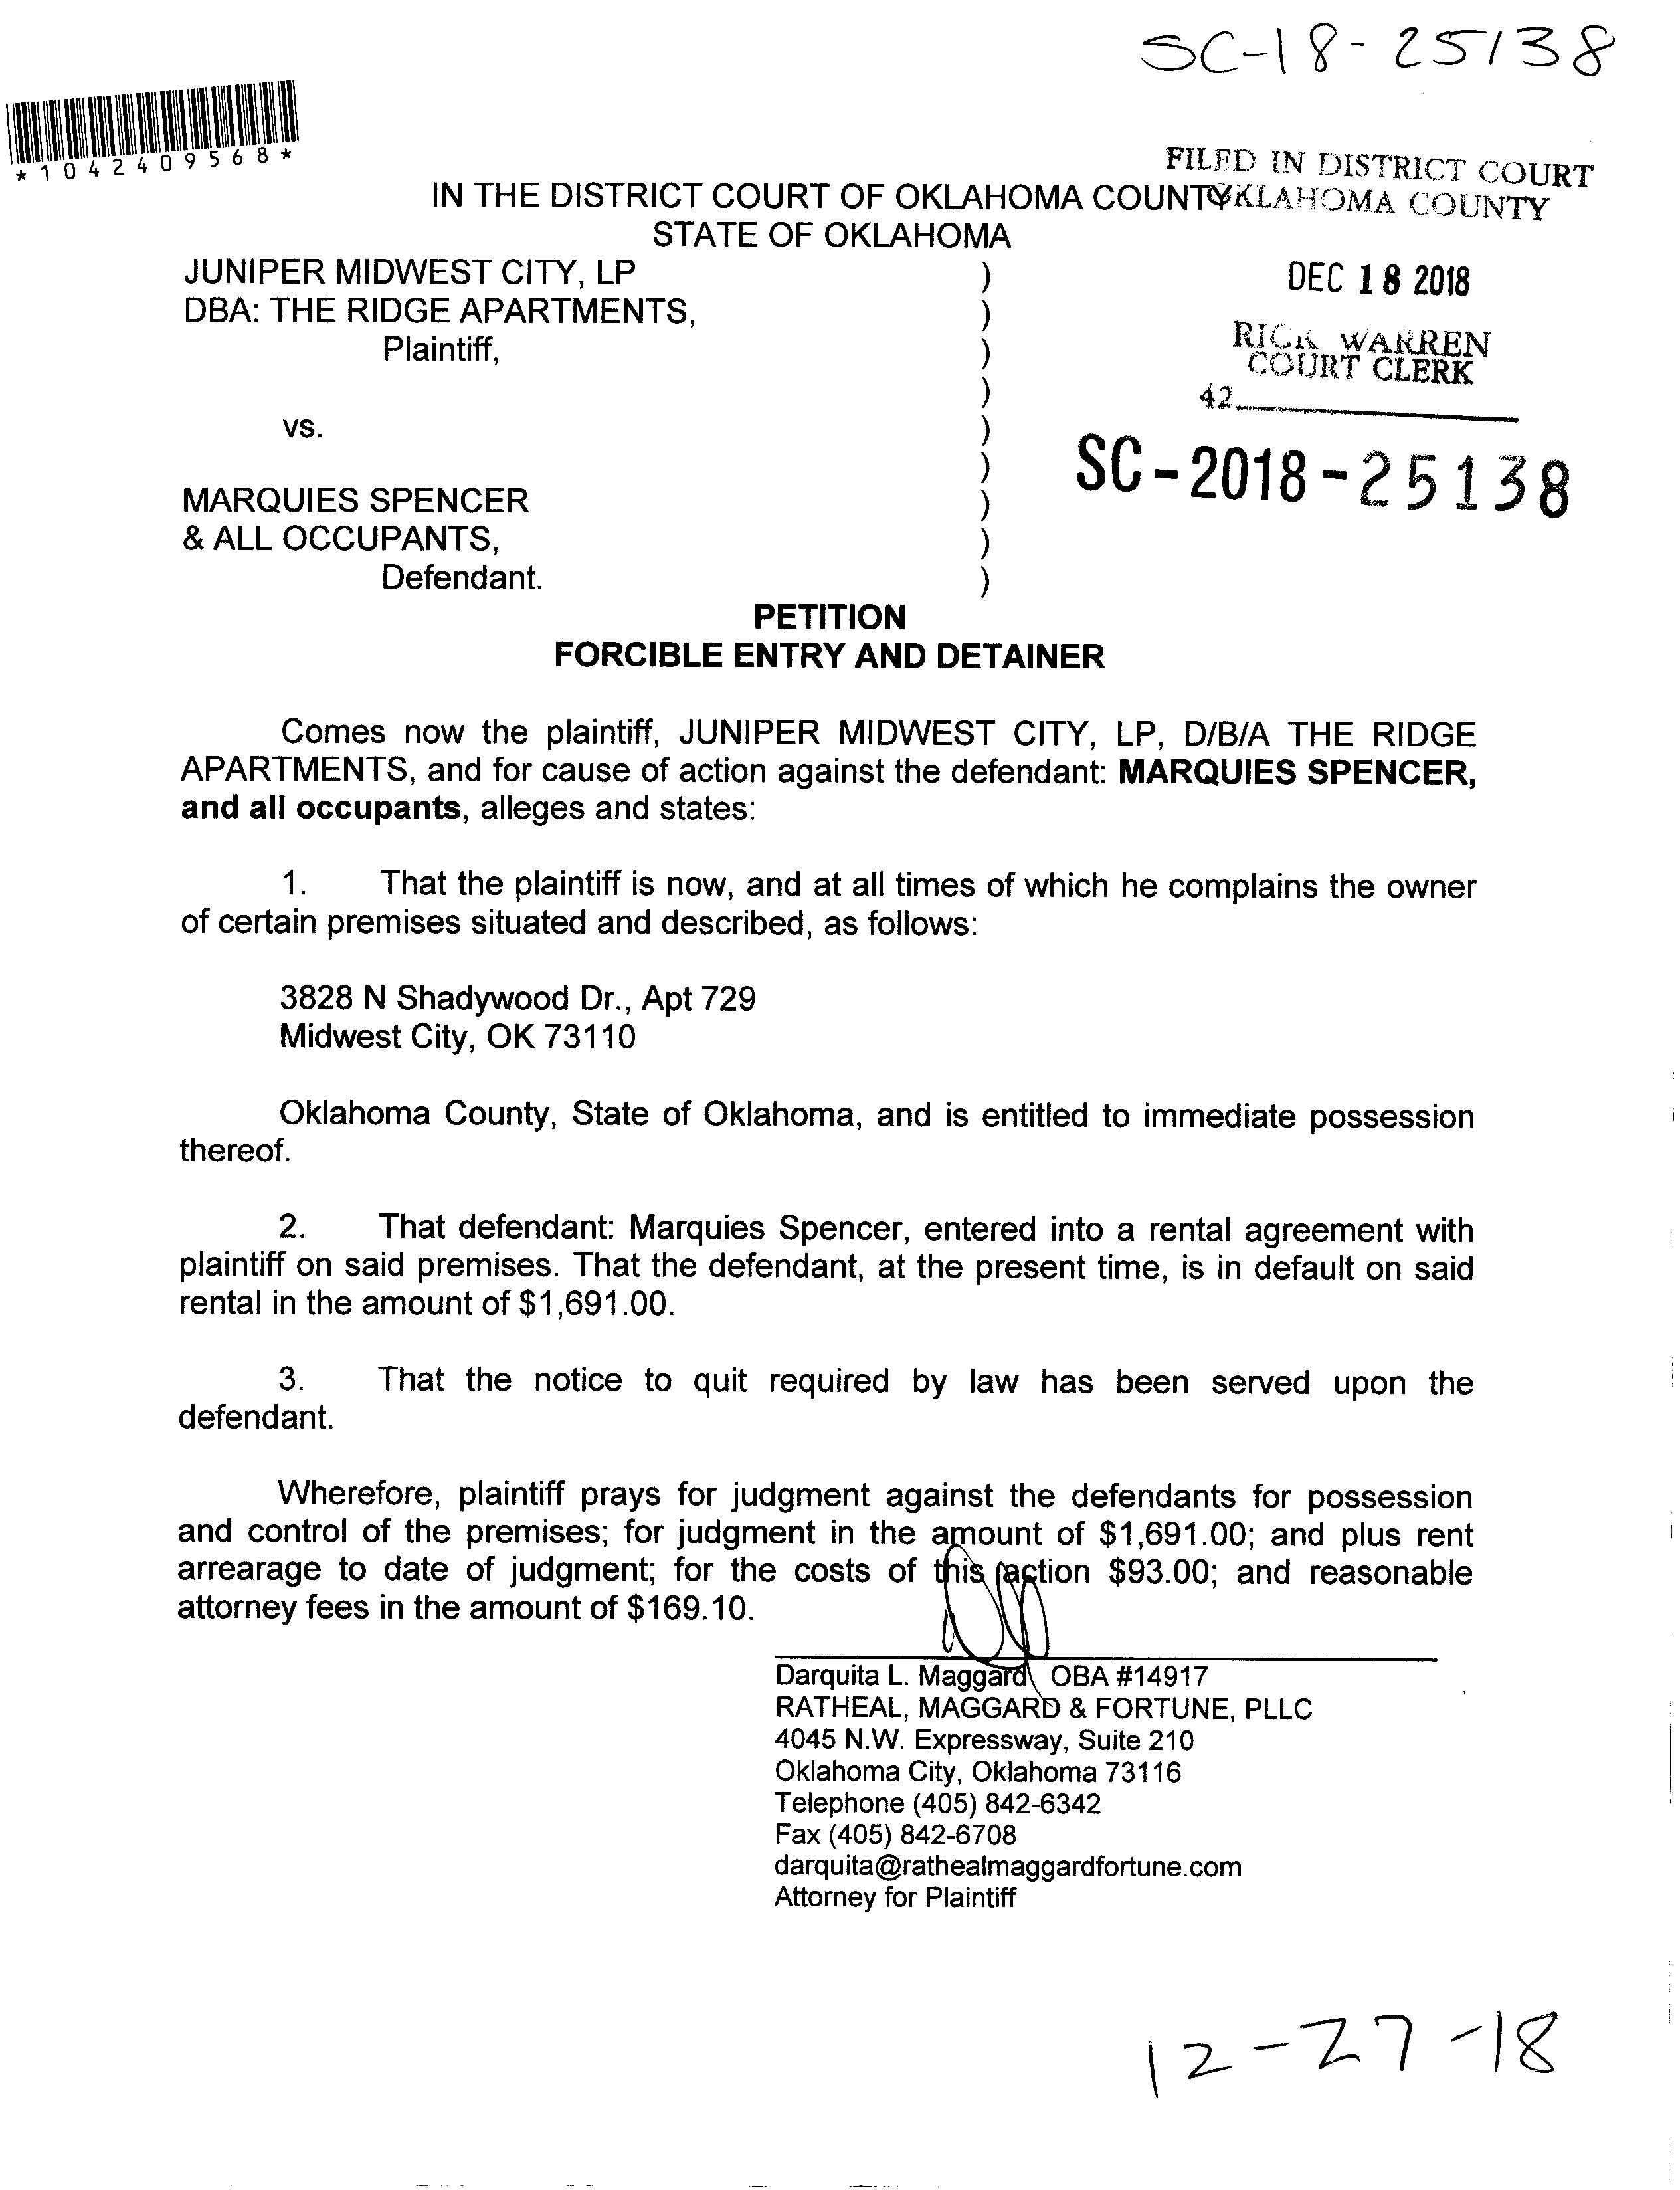 SC-18-25138
*1042409568*
FILED IN DISTRICT COURT
OKLAHOMA COUNTY
IN THE DISTRICT COURT OF OKLAHOMA COUNTY
STATE OF OKLAHOMA
JUNIPER MIDWEST CITY, LP )
DBA: THE RIDGE APARTMENTS, )
Plaintiff, )
)
vs. )
)
MARQUIES SPENCER )
& ALL OCCUPANTS, )
Defendant. )
DEC 18 2018
RICK WARREN
COURT CLERK
42
SC-2018-25138
PETITION
FORCIBLE ENTRY AND DETAINER
Comes now the plaintiff, JUNIPER MIDWEST CITY, LP, D/B/A THE RIDGE
APARTMENTS, and for cause of action against the defendant: MARQUIES SPENCER,
and all occupants, alleges and states:
1. That the plaintiff is now, and at all times of which he complains the owner
of certain premises situated and described, as follows:
3828 N Shadywood Dr., Apt 729
Midwest City, OK 73110
Oklahoma County, State of Oklahoma, and is entitled to immediate possession
thereof.
2. That defendant: Marquies Spencer, entered into a rental agreement with
plaintiff on said premises. That the defendant, at the present time, is in default on said
rental in the amount of $1,691.00.
3. That the notice to quit required by law has been served upon the
defendant.
Wherefore, plaintiff prays for judgment against the defendants for possession
and control of the premises; for judgment in the amount of $1,691.00; and plus rent
arrearage to date of judgment; for the costs of this action $93.00; and reasonable
attorney fees in the amount of $169.10.
Darquita L. Maggard OBA #14917
RATHEAL, MAGGARD & FORTUNE, PLLC
4045 N.W. Expressway, Suite 210
Oklahoma City, Oklahoma 73116
Telephone (405) 842-6342
Fax (405) 842-6708
darquita@rathealmaggardfortune.com
Attorney for Plaintiff
12-27-18